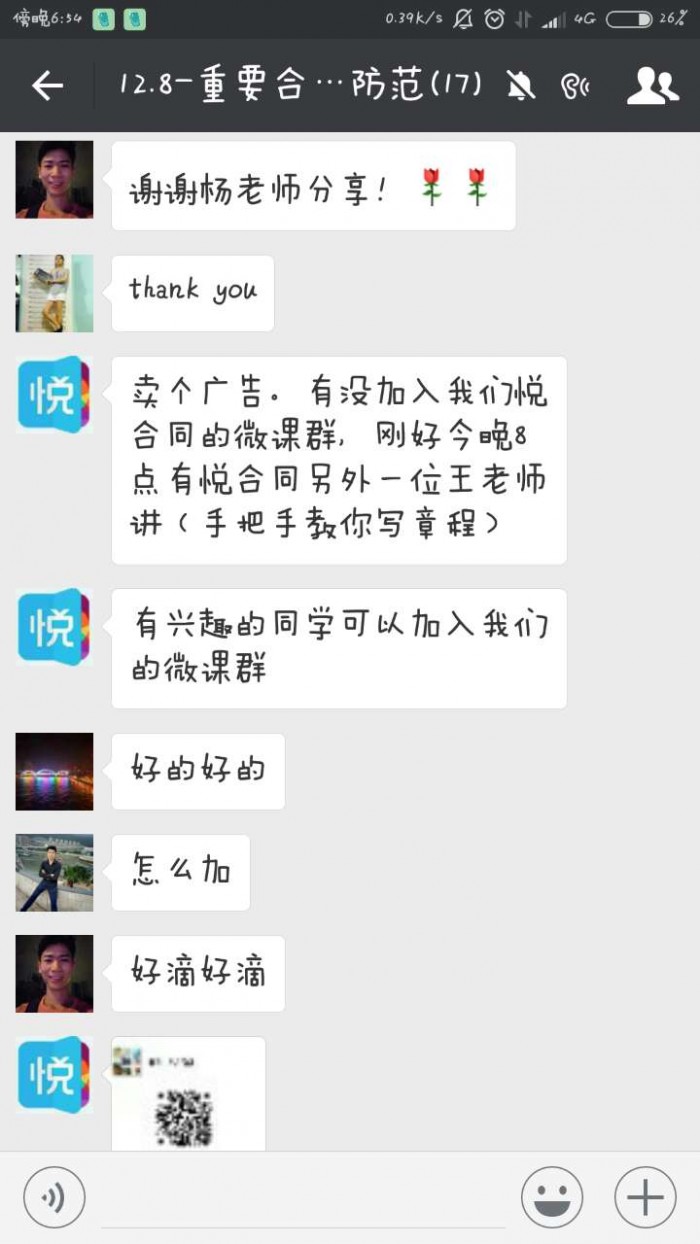 傍晚6:54
0.39k/s
4G
26%
12.8-重要合…防范(17)
谢谢杨老师分享!
thank you
悦
卖个广告。有没加入我们悦
合同的微课群, 刚好今晚8
点有悦合同另外一位王老师
讲(手把手教你写章程)
悦
有兴趣的同学可以加入我们
的微课群
好的好的
怎么加
好滴好滴
悦